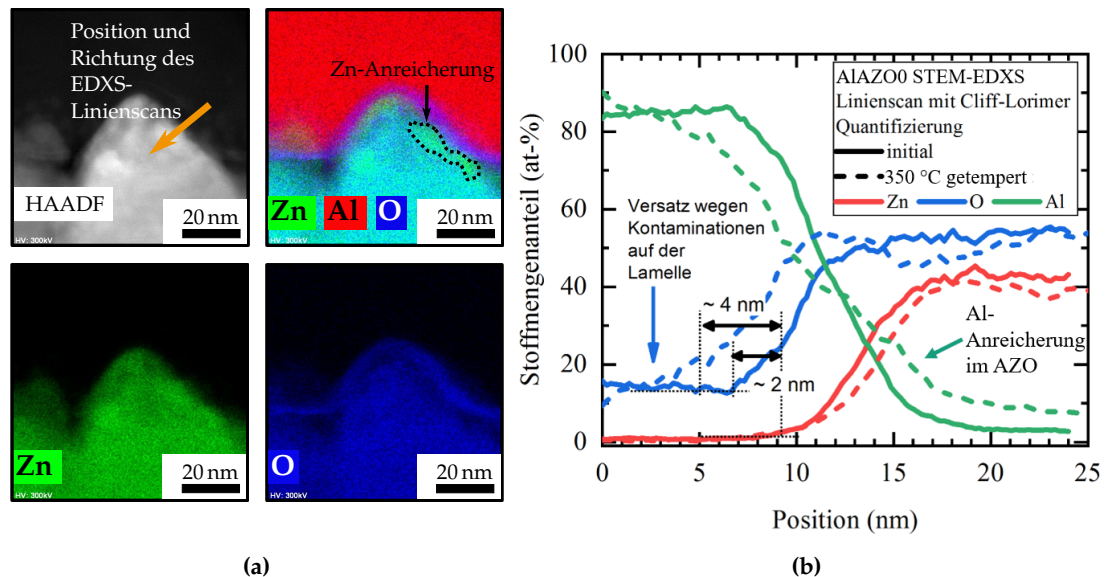 (a)
Position und
Richtung des
EDXS-
Linienscans
HAADF
20 nm
HV: 300kV
Zn-Anreicherung
Zn Al O
20 nm
HV: 300kV
Zn
20 nm
HV: 300kV
O
20 nm
HV: 300kV
(a)
(b)
100
80
60
40
20
0
Stoffmengenanteil (at-%)
AlAZO0 STEM-EDXS
Linienscan mit Cliff-Lorimer
Quantifizierung
initial
350 °C getempert
Zn O Al
Versatz wegen
Kontaminationen
auf der
Lamelle
~ 4 nm
~ 2 nm
Al-
Anreicherung
im AZO
0 5 10 15 20 25
Position (nm)
(b)